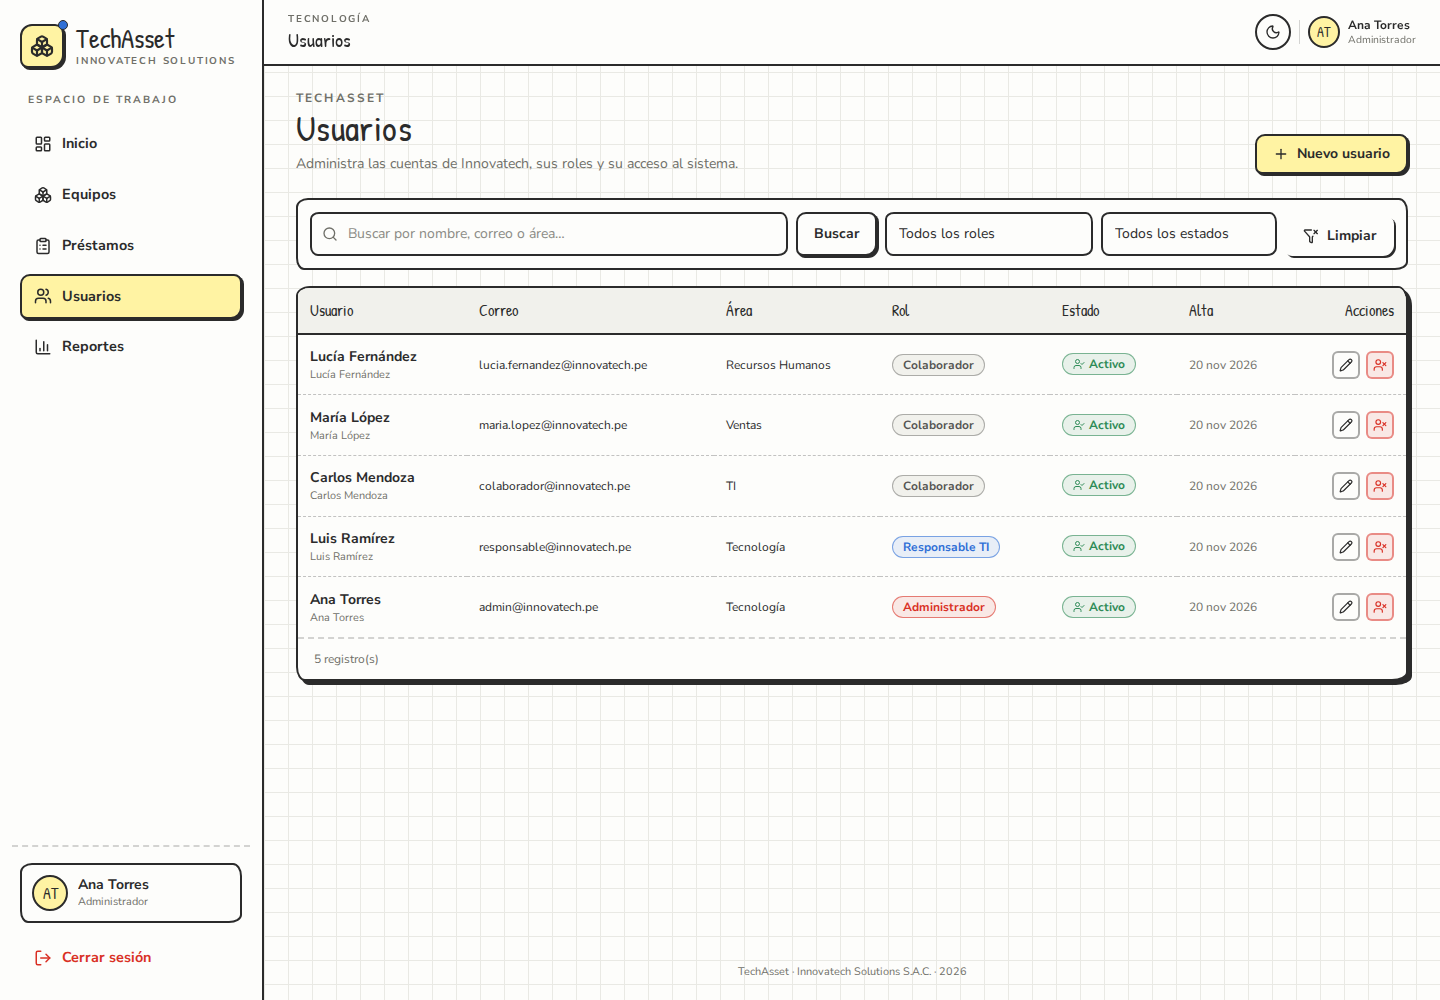 TechAsset
INNOVATECH SOLUTIONS
ESPACIO DE TRABAJO
Inicio
Equipos
Préstamos
Usuarios
Reportes
AT
Ana Torres
Administrador
Cerrar sesión
TECNOLOGÍA
Usuarios
AT
Ana Torres
Administrador
TECHASSET
Usuarios
Administra las cuentas de Innovatech, sus roles y su acceso al sistema.
Nuevo usuario
Buscar por nombre, correo o área... Buscar Todos los roles Todos los estados Limpiar
Usuario Correo Área Rol Estado Alta Acciones
Lucía Fernández
Lucía Fernández
lucia.fernandez@innovatech.pe Recursos Humanos Colaborador Activo 20 nov 2026
María López
María López
maria.lopez@innovatech.pe Ventas Colaborador Activo 20 nov 2026
Carlos Mendoza
Carlos Mendoza
colaborador@innovatech.pe TI Colaborador Activo 20 nov 2026
Luis Ramírez
Luis Ramírez
responsable@innovatech.pe Tecnología Responsable TI Activo 20 nov 2026
Ana Torres
Ana Torres
admin@innovatech.pe Tecnología Administrador Activo 20 nov 2026
5 registro(s)
TechAsset · Innovatech Solutions S.A.C. · 2026